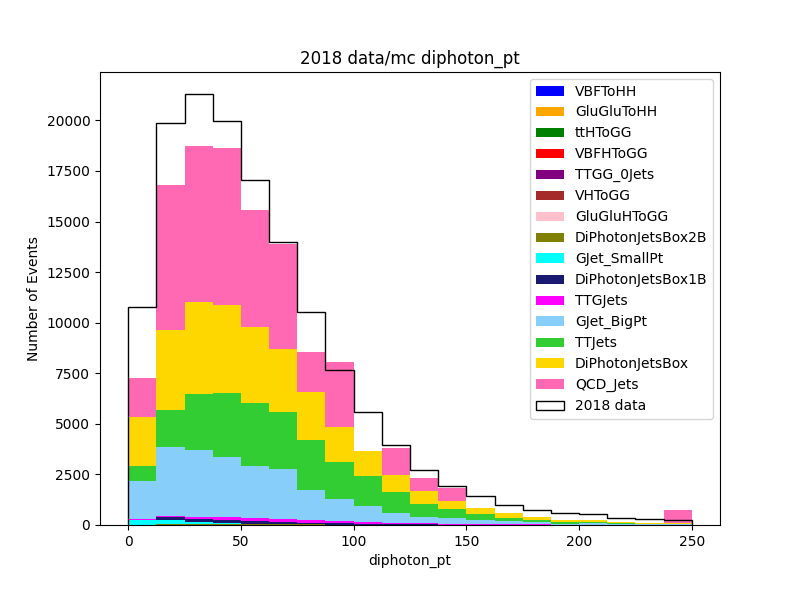 2018 data/mc diphoton_pt
Number of Events
20000
17500
15000
12500
10000
7500
5000
2500
0
0
50
100
150
200
250
diphoton_pt
VBFToHH
GluGluToHH
ttHToGG
VBFHToGG
TTGG_0Jets
VHToGG
GluGluHToGG
DiPhotonJetsBox2B
GJet_SmallPt
DiPhotonJetsBox1B
TTGJets
GJet_BigPt
TTJets
DiPhotonJetsBox
QCD_Jets
2018 data